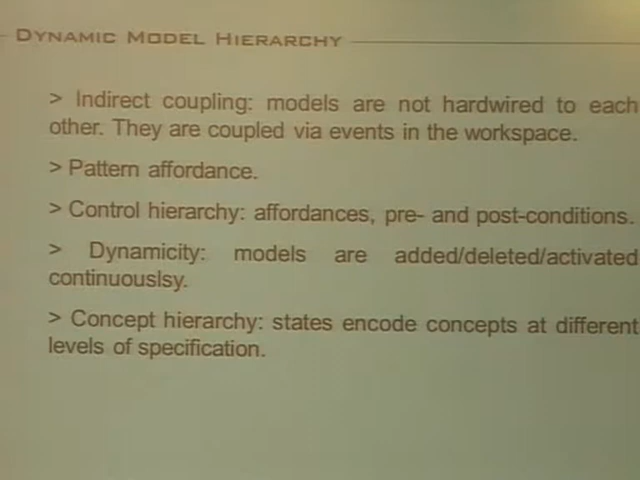 DYNAMIC MODEL HIERARCHY
> Indirect coupling: models are not hardwired to each
other. They are coupled via events in the workspace.
> Pattern affordance.
> Control hierarchy: affordances, pre- and post-conditions.
> Dynamicity: models are added/deleted/activated
continuouslsy.
> Concept hierarchy: states encode concepts at different
levels of specification.